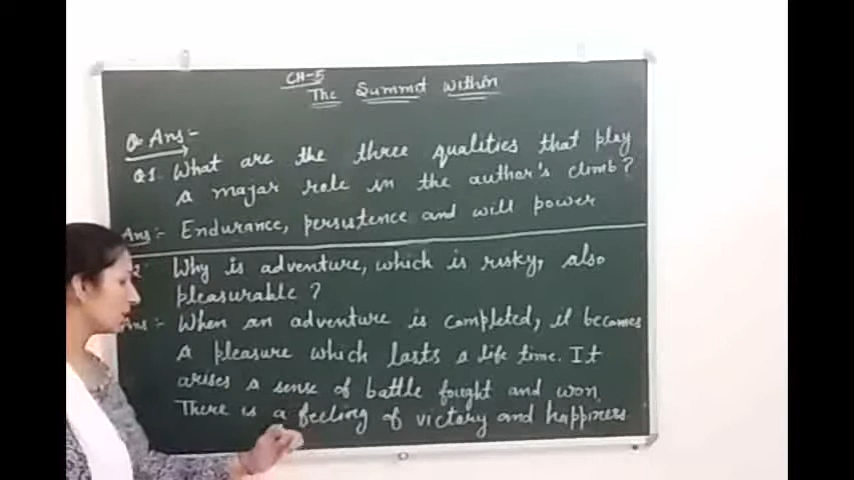 CH-5
The Summit Within
Q Ans:-
Q1. What are the three qualities that play
a major role in the author's climb?
Ans:- Endurance, persistence and will power
2 Why is adventure, which is risky, also
pleasurable?
Ans:- When an adventure is completed, it becomes
a pleasure which lasts a life time. It
arises a sense of battle fought and won.
There is a feeling of victory and happiness.